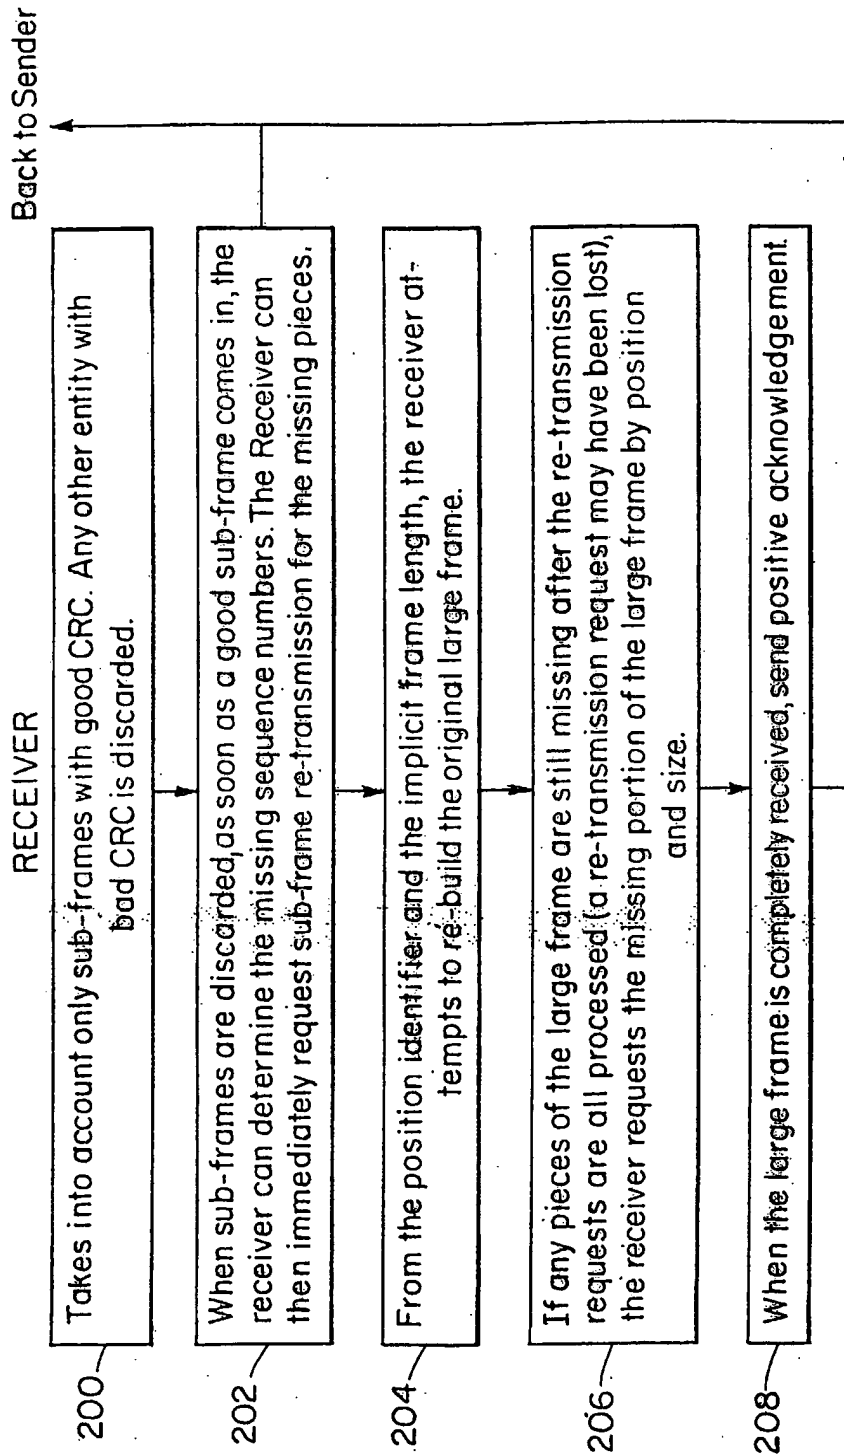 Back to Sender
RECEIVER
200
Takes into account only sub-frames with good CRC. Any other entity with
bad CRC is discarded.
202
When sub-frames are discarded, as soon as a good sub-frame comes in, the
receiver can determine the missing sequence numbers. The Receiver can
then immediately request sub-frame re-transmission for the missing pieces.
204
From the position identifier and the implicit frame length, the receiver at-
tempts to re-build the original large frame.
206
If any pieces of the large frame are still missing after the re-transmission
requests are all processed (a re-transmission request may have been lost),
the receiver requests the missing portion of the large frame by position
and size.
208
When the large frame is completely received, send positive acknowledgement.